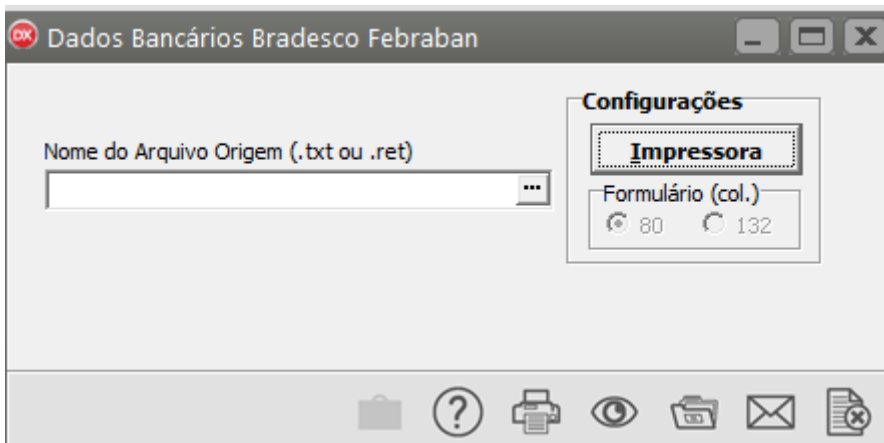 DX Dados Bancários Bradesco Febraban
Configurações
Nome do Arquivo Origem (.txt ou .ret)
...
Impressora
Formulário (col.)
80 132
?